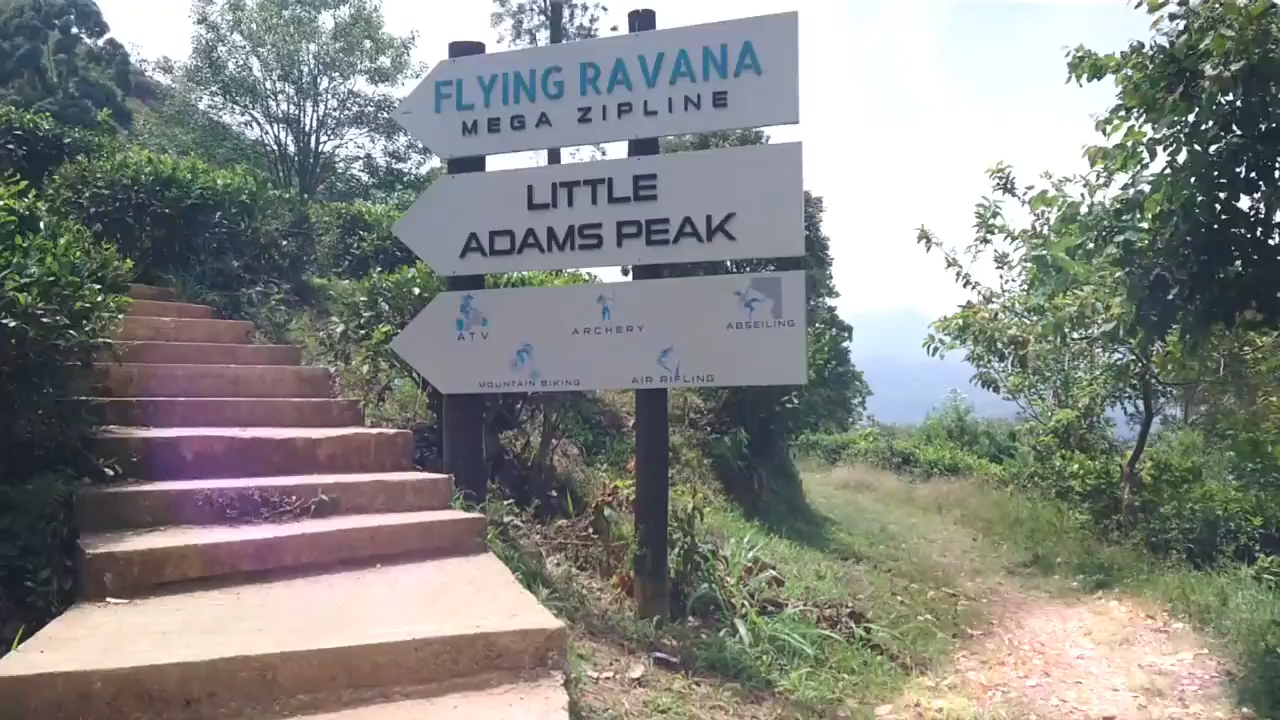 FLYING RAVANA
MEGA ZIPLINE
LITTLE
ADAMS PEAK
ATV
ARCHERY
ABSEILING
MOUNTAIN BIKING
AIR RIFLING